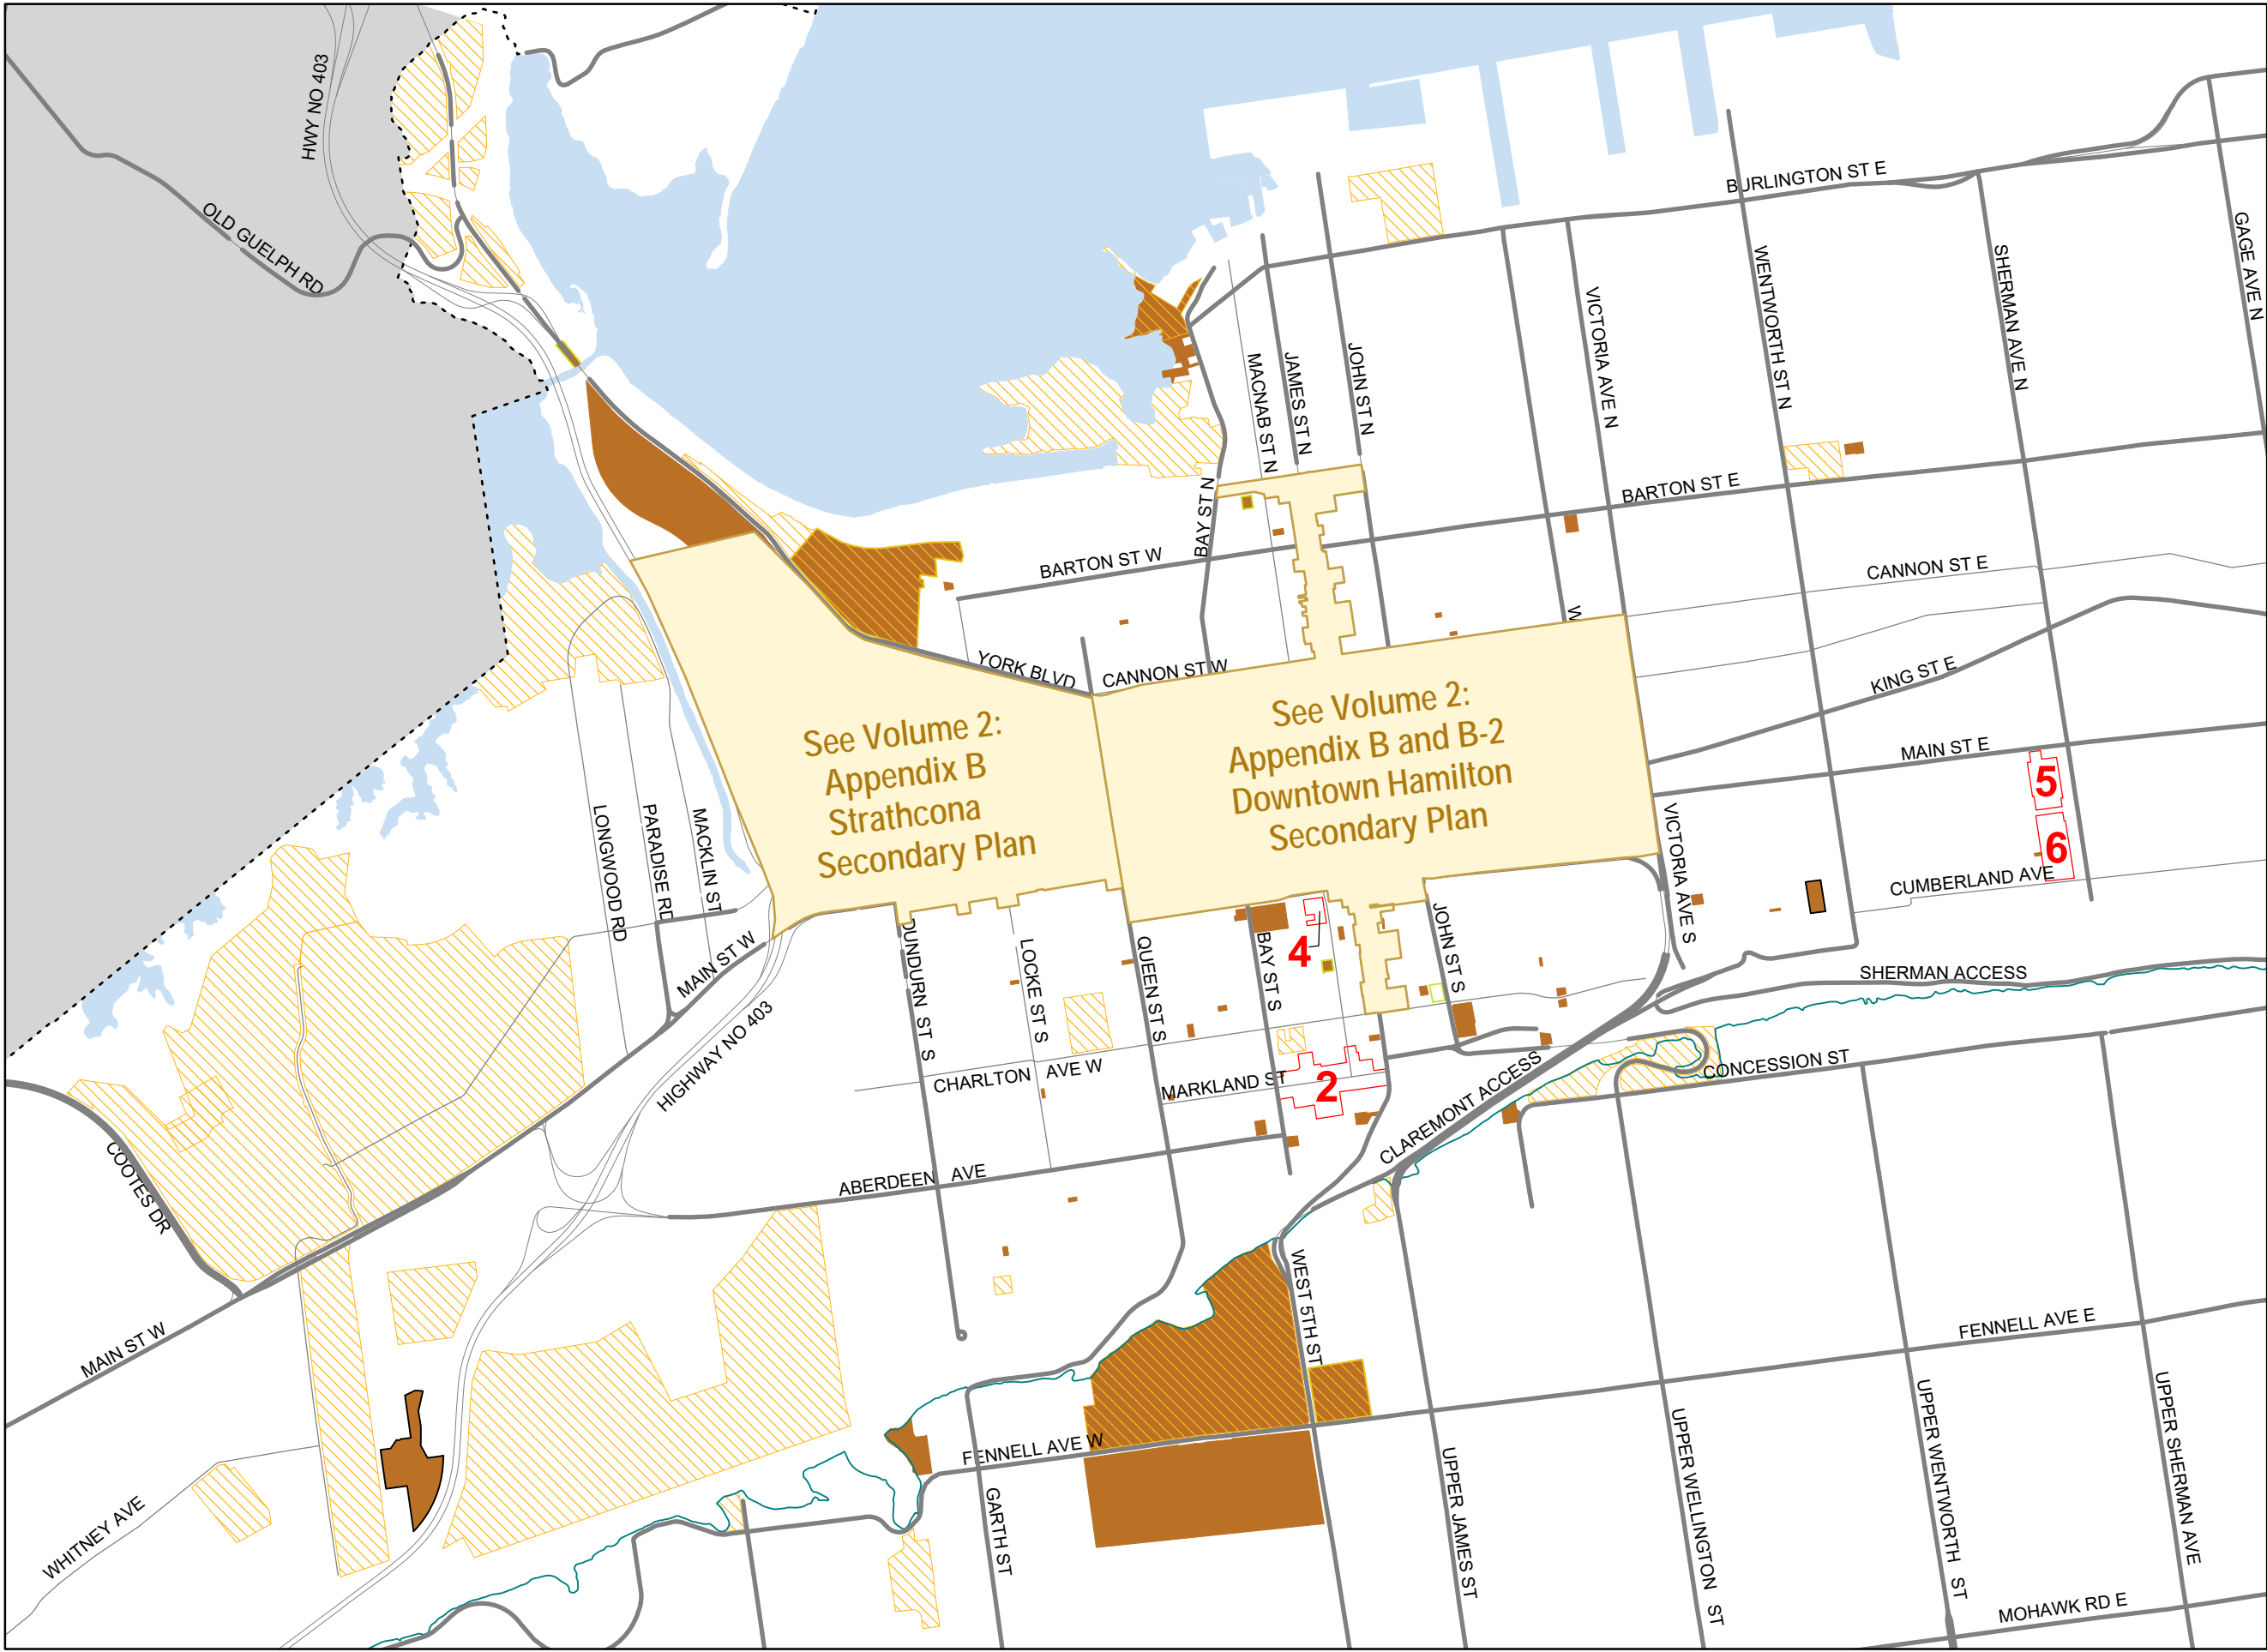 HWY NO 403
OLD GUELPH RD
BURLINGTON ST E
GAGE AVE N
SHERMAN AVE N
WENTWORTH ST N
VICTORIA AVE N
JOHN ST N
JAMES ST N
MACNAB ST N
BAY ST N
BARTON ST E
BARTON ST W
CANNON ST E
W
YORK BLVD
CANNON ST W
KING ST E
MAIN ST E
See Volume 2:
Appendix B
Strathcona
Secondary Plan
See Volume 2:
Appendix B and B-2
Downtown Hamilton
Secondary Plan
5
6
LONGWOOD RD
PARADISE RD
MACKLIN ST
VICTORIA AVE S
CUMBERLAND AVE
MAIN ST W
DUNDURN ST S
LOCKE ST S
QUEEN ST S
BAY ST S
4
JOHN ST S
SHERMAN ACCESS
HIGHWAY NO 403
CHARLTON AVE W
MARKLAND ST
2
CONCESSION ST
CLAREMONT ACCESS
COOTES DR
ABERDEEN AVE
WEST 5TH ST
MAIN ST W
FENNELL AVE E
FENNELL AVE W
WHITNEY AVE
GARTH ST
UPPER JAMES ST
UPPER WELLINGTON ST
UPPER WENTWORTH ST
UPPER SHERMAN AVE
MOHAWK RD E